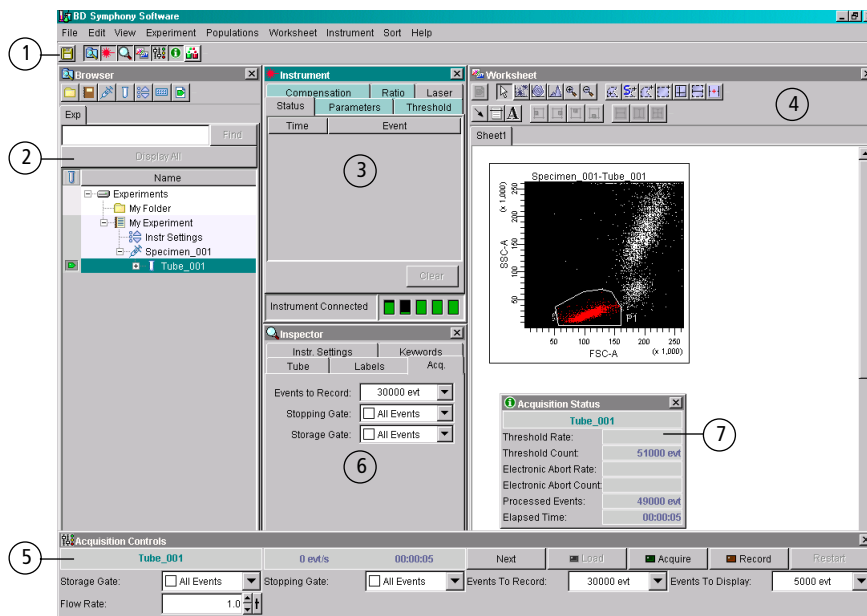 BD Symphony Software
File Edit View Experiment Populations Worksheet Instrument Sort Help
1
Browser
Exp
Find
Display All
2
Name
Experiments
My Folder
My Experiment
Instr Settings
Specimen_001
Tube_001
Instrument
Compensation Ratio Laser
Status Parameters Threshold
Time Event
3
Clear
Instrument Connected
Inspector
Instr. Settings Keywords
Tube Labels Acq.
Events to Record: 30000 evt
Stopping Gate: All Events
Storage Gate: All Events
6
Worksheet
A
4
Sheet1
Specimen_001-Tube_001
SSC-A
(x 1,000)
250
200
150
100
50
P1
50 100 150 200 250
FSC-A (x 1,000)
Acquisition Status
Tube_001
Threshold Rate:
7
Threshold Count: 51000 evt
Electronic Abort Rate:
Electronic Abort Count:
Processed Events: 49000 evt
Elapsed Time: 00:00:05
Acquisition Controls
5
Tube_001 0 evt/s 00:00:05 Next Load Acquire Record Restart
Storage Gate: All Events Stopping Gate: All Events Events To Record: 30000 evt Events To Display: 5000 evt
Flow Rate: 1.0